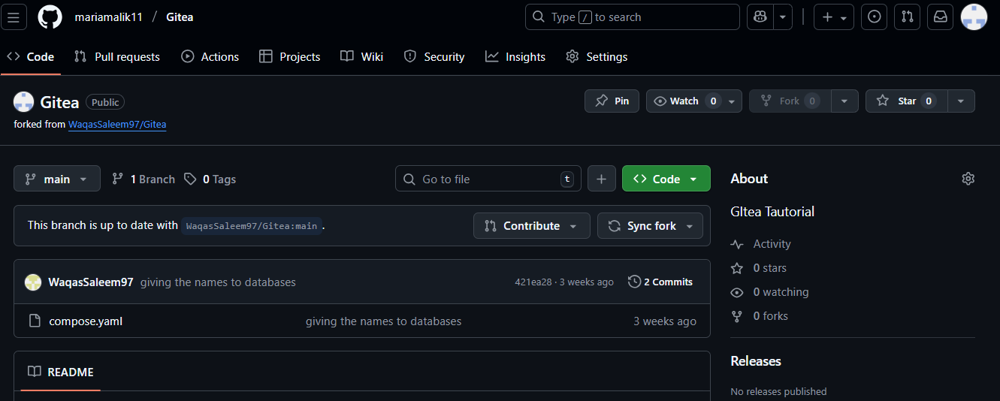 mariamalik11 / Gitea
Type / to search
Code Pull requests Actions Projects Wiki Security Insights Settings
Gitea Public
Pin Watch 0 Fork 0 Star 0
forked from WaqasSaleem97/Gitea
main 1 Branch 0 Tags
Go to file t
Code
This branch is up to date with WaqasSaleem97/Gitea:main.
Contribute Sync fork
WaqasSaleem97 giving the names to databases 421ea28 · 3 weeks ago 2 Commits
compose.yaml giving the names to databases 3 weeks ago
README
About
GItea Tautorial
Activity
0 stars
0 watching
0 forks
Releases
No releases published